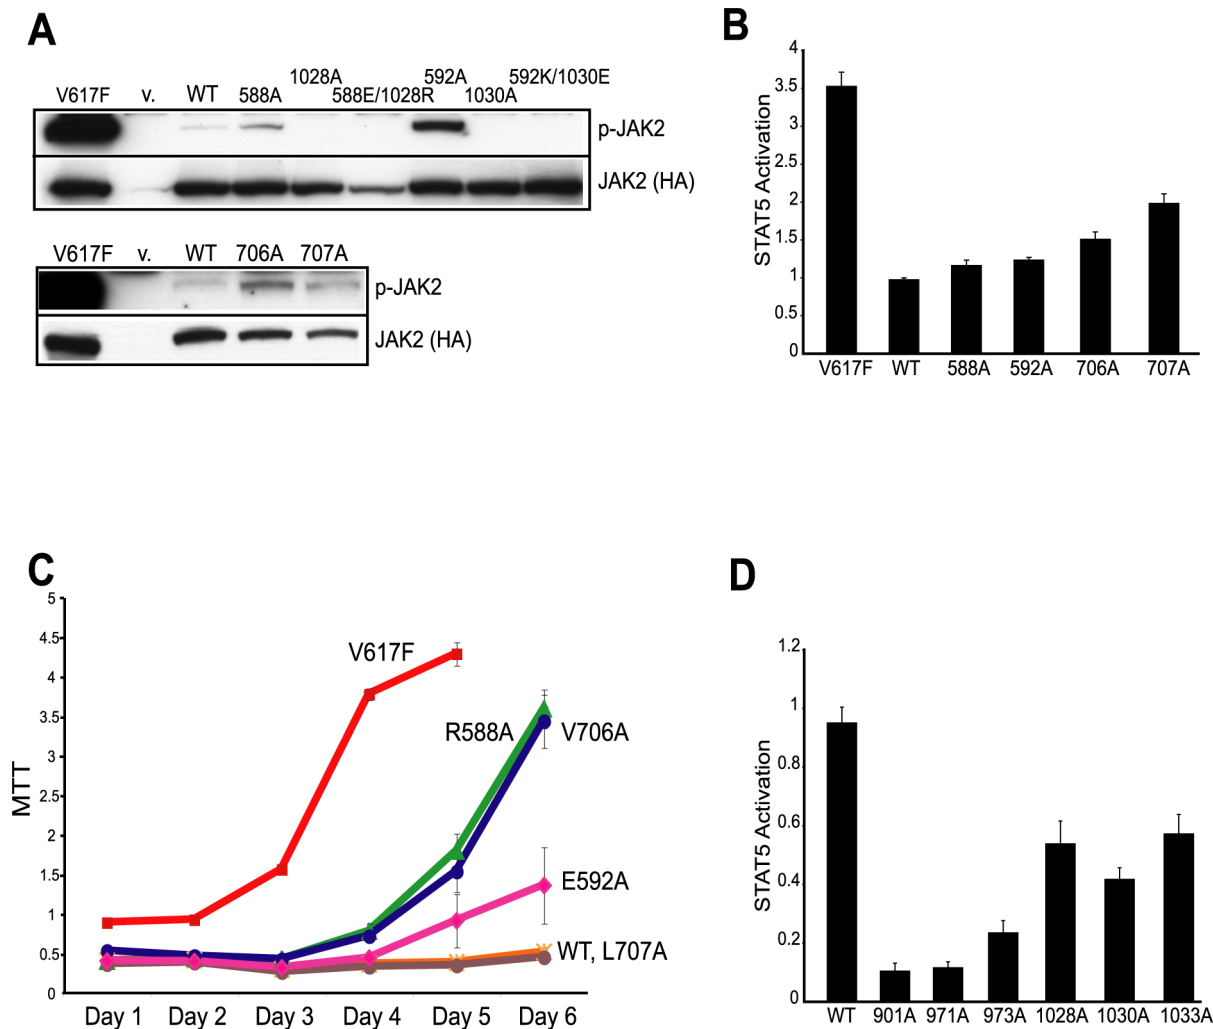 A
1028A 592A 592K/1030E
V617F v. WT 588A 588E/1028R 1030A
p-JAK2
JAK2 (HA)
V617F v. WT 706A 707A
p-JAK2
JAK2 (HA)
B
STAT5 Activation
4
3.5
3
2.5
2
1.5
1
0.5
0
V617F WT 588A 592A 706A 707A
C
MTT
5
4.5
4
3.5
3
2.5
2
1.5
1
0.5
0
V617F
R588A V706A
E592A
WT, L707A
Day 1 Day 2 Day 3 Day 4 Day 5 Day 6
D
STAT5 Activation
1.2
1
0.8
0.6
0.4
0.2
0
WT 901A 971A 973A 1028A 1030A 1033A